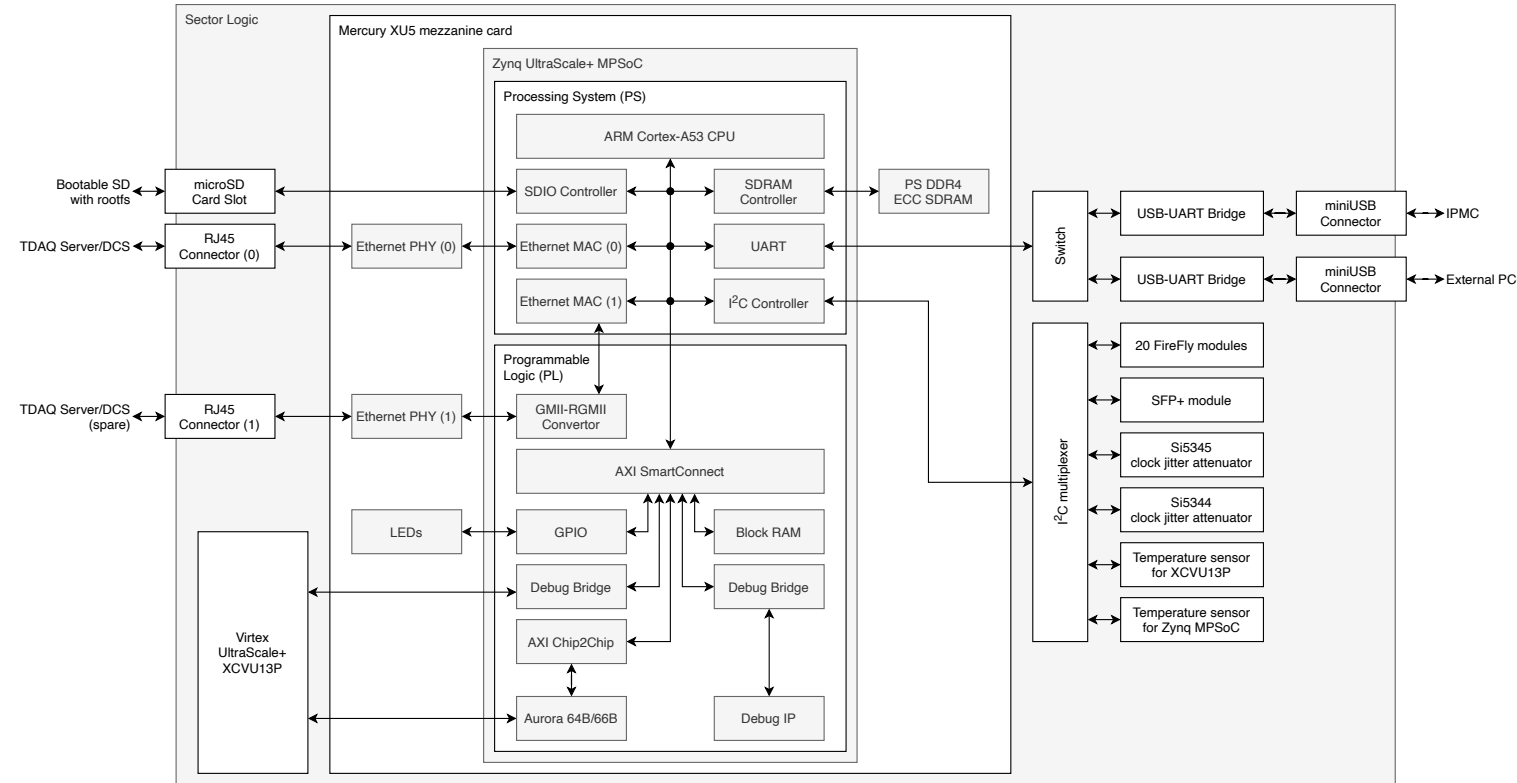 Sector Logic
Mercury XU5 mezzanine card
Zynq UltraScale+ MPSoC
Processing System (PS)
ARM Cortex-A53 CPU
Bootable SD
with rootfs
microSD
Card Slot
SDIO Controller
SDRAM
Controller
PS DDR4
ECC SDRAM
TDAQ Server/DCS
RJ45
Connector (0)
Ethernet PHY (0)
Ethernet MAC (0)
UART
Ethernet MAC (1)
I²C Controller
Switch
USB-UART Bridge
miniUSB
Connector
IPMC
USB-UART Bridge
miniUSB
Connector
External PC
Programmable
Logic (PL)
TDAQ Server/DCS
(spare)
RJ45
Connector (1)
Ethernet PHY (1)
GMII-RGMII
Convertor
AXI SmartConnect
LEDs
GPIO
Block RAM
Debug Bridge
Debug Bridge
AXI Chip2Chip
Aurora 64B/66B
Debug IP
Virtex
UltraScale+
XCVU13P
I²C multiplexer
20 FireFly modules
SFP+ module
Si5345
clock jitter attenuator
Si5344
clock jitter attenuator
Temperature sensor
for XCVU13P
Temperature sensor
for Zynq MPSoC